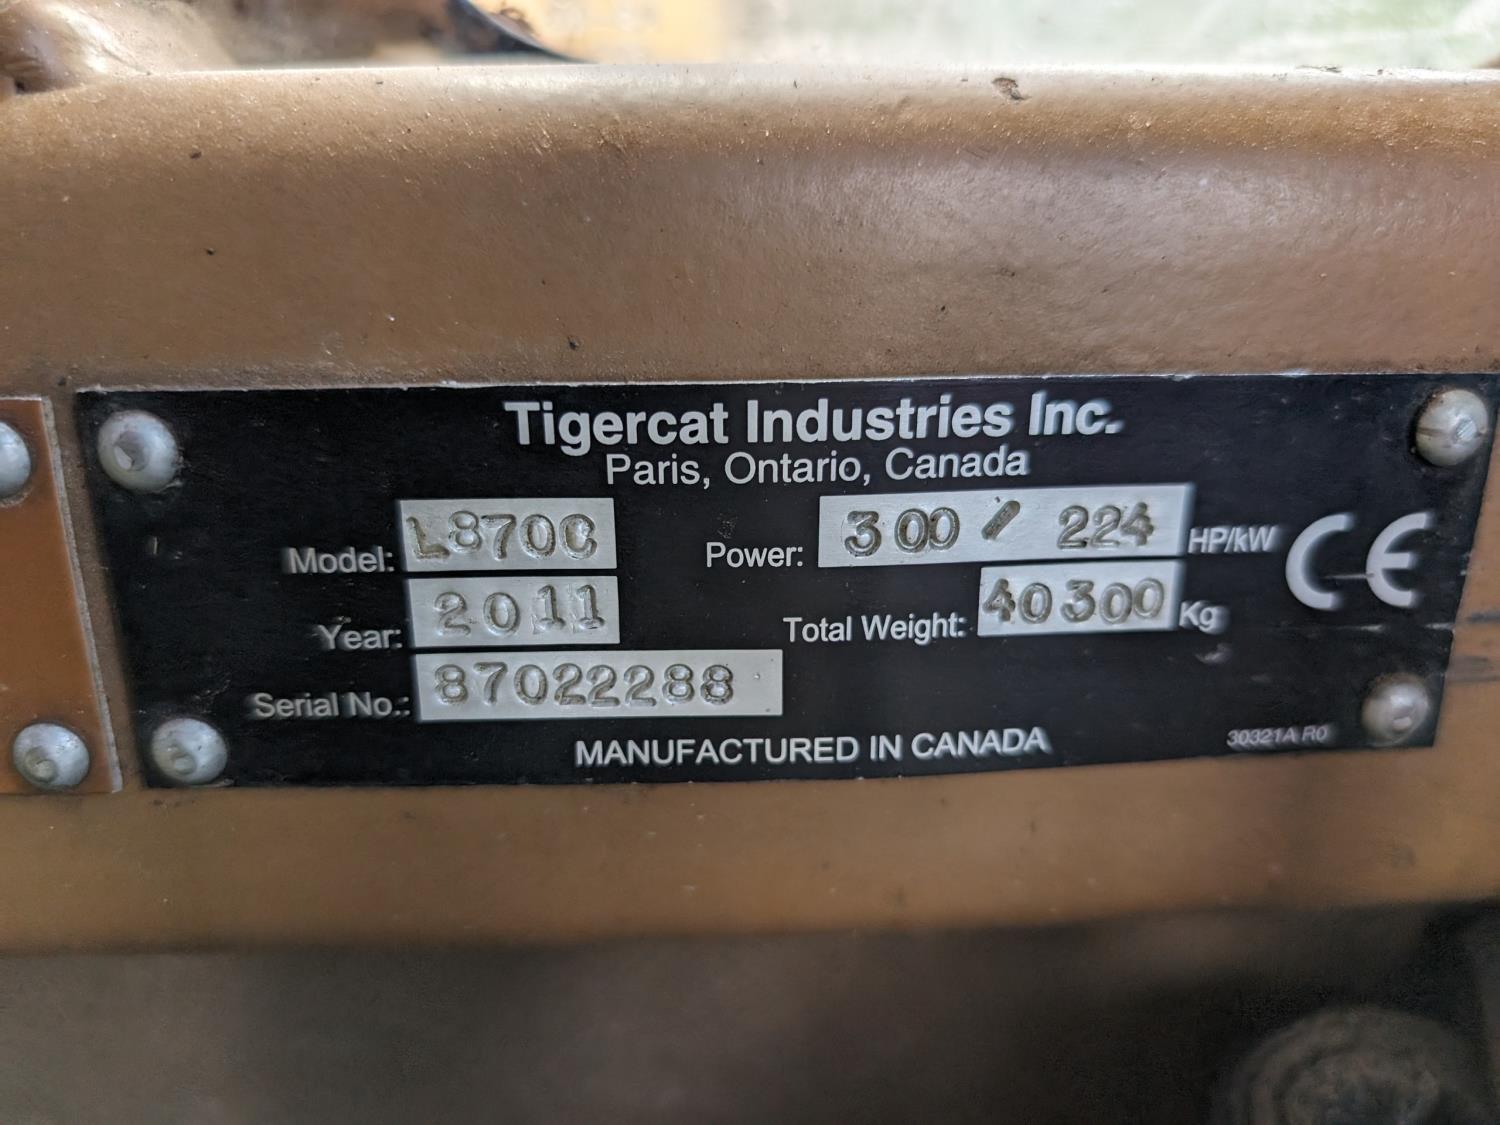 Tigercat Industries Inc.
Paris, Ontario, Canada
Model: L870C Power: 300 / 224 HP/kW CE
Year: 2011 Total Weight: 40300 Kg
Serial No.: 87022288
MANUFACTURED IN CANADA 30321A R0